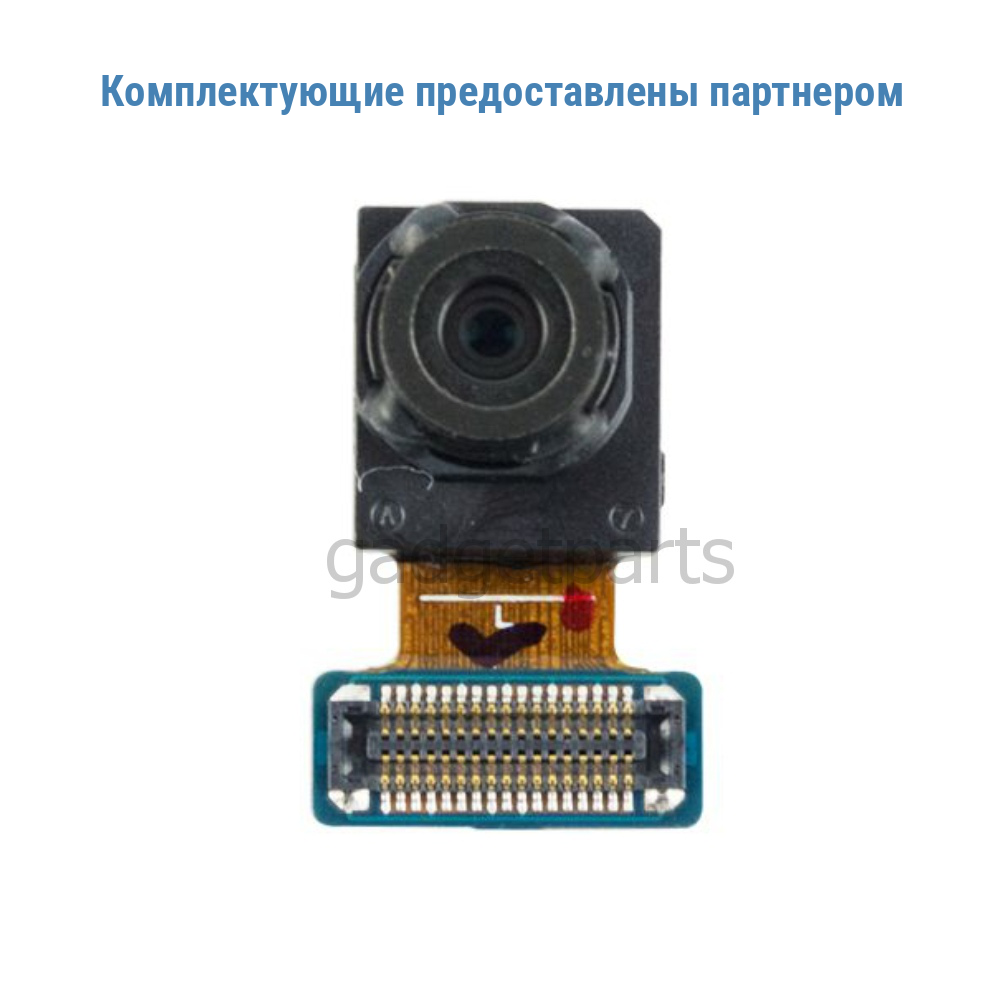 Комплектующие предоставлены партнером
gadgetparts
L